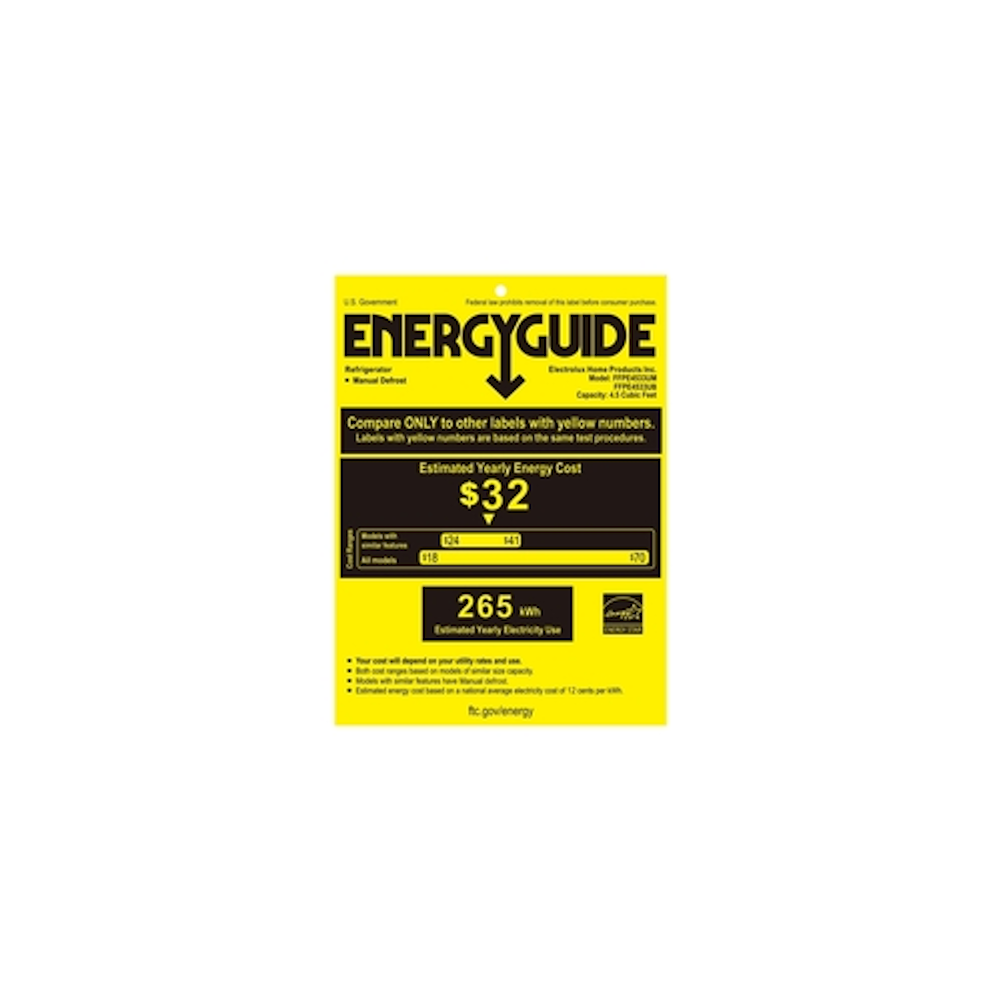 U.S. Government
Federal law prohibits removal of this label before consumer purchase.
ENERGYGUIDE
Refrigerator
▪ Manual Defrost
Electrolux Home Products Inc.
Model: FFPE4533UM
FFPE4533UB
Capacity: 4.5 Cubic Feet
Compare ONLY to other labels with yellow numbers.
Labels with yellow numbers are based on the same test procedures.
Estimated Yearly Energy Cost
$32
Cost Ranges
Models with
similar features
$24
$41
All models
$18
$70
265 kWh
Estimated Yearly Electricity Use
ENERGY STAR
▪ Your cost will depend on your utility rates and use.
▪ Both cost ranges based on models of similar size capacity.
▪ Models with similar features have Manual defrost.
▪ Estimated energy cost based on a national average electricity cost of 12 cents per kWh.
ftc.gov/energy